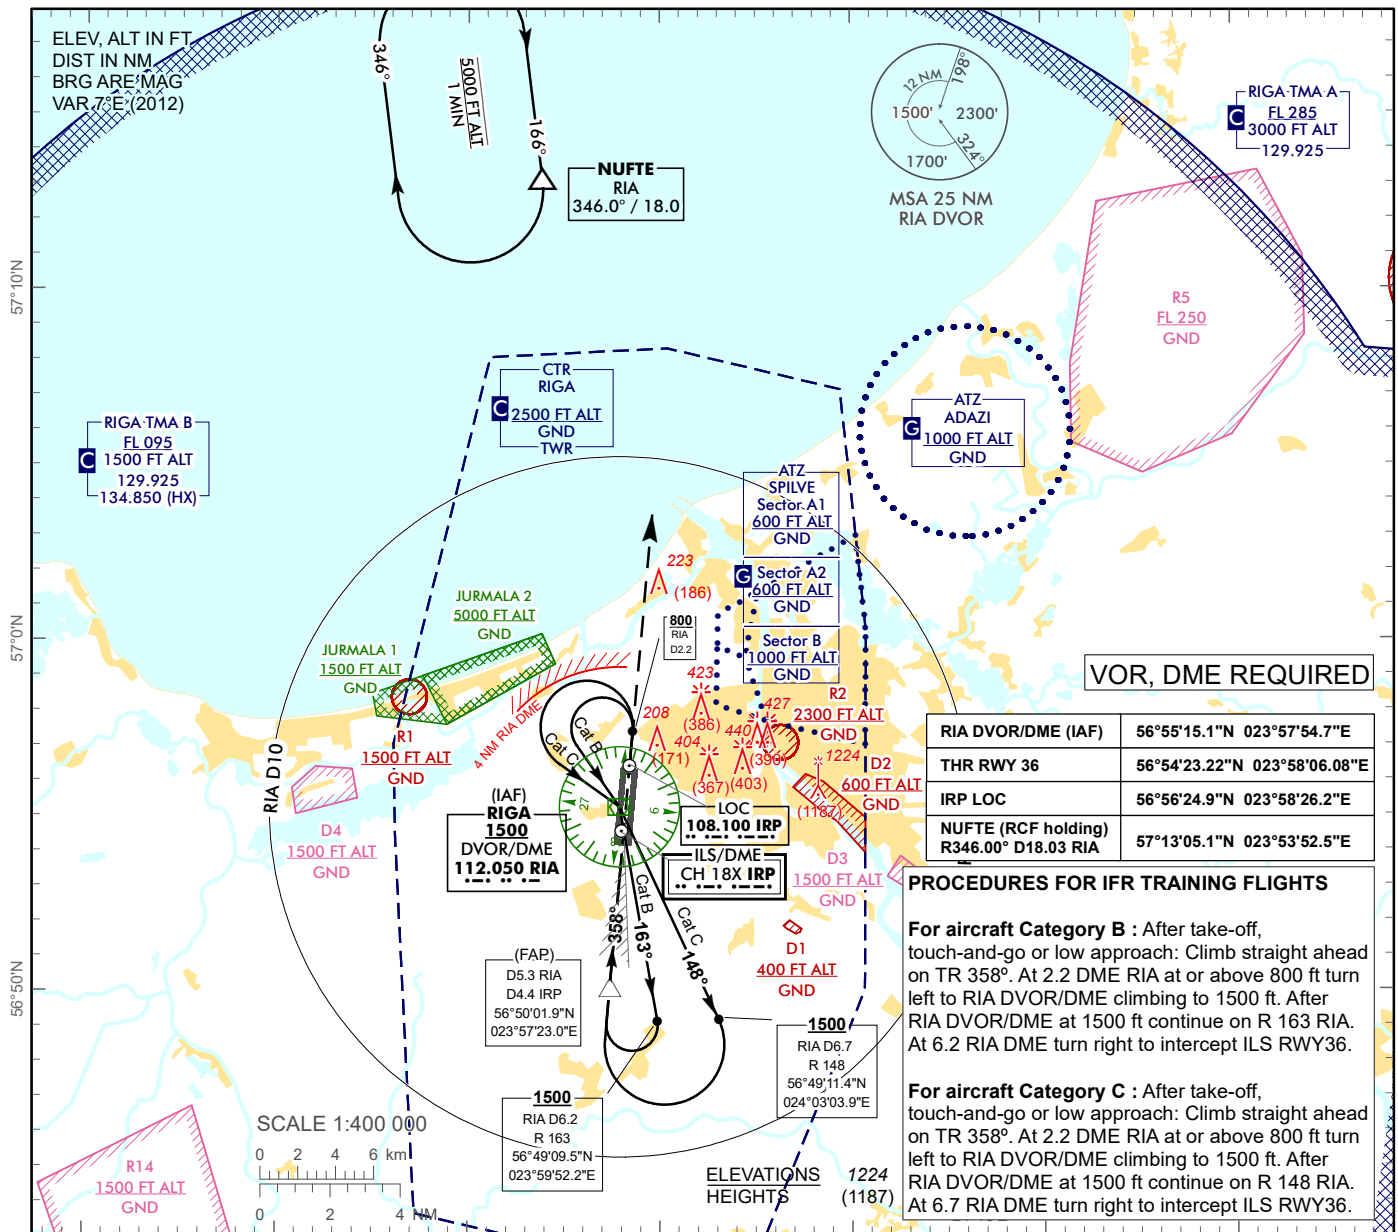 ELEV, ALT IN FT
DIST IN NM
BRG ARE MAG
VAR 7°E (2012)
346°
5000 FT ALT
1 MIN
166°
NUFTE
RIA
346.0° / 18.0
12 NM
198°
1500'
2300'
324°
1700'
MSA 25 NM
RIA DVOR
RIGA TMA A
FL 285
C
3000 FT ALT
129.925
57°10'N
R5
FL 250
GND
CTR
RIGA
C
2500 FT ALT
GND
TWR
ATZ
ADAZI
G
1000 FT ALT
GND
RIGA TMA B
FL 095
C
1500 FT ALT
129.925
134.850 (HX)
ATZ
SPILVE
Sector A1
600 FT ALT
GND
G
Sector A2
600 FT ALT
GND
Sector B
1000 FT ALT
GND
223
(186)
JURMALA 2
5000 FT ALT
GND
JURMALA 1
1500 FT ALT
GND
57°0'N
800
RIA
D2.2
VOR, DME REQUIRED
423
(386)
427
R2
2300 FT ALT
GND
208
(171)
404
(367)
440
(403)
(390)
1224
(1187)
R1
1500 FT ALT
GND
4 NM RIA DME
Cat B
Cat C
RIA D10
D2
600 FT ALT
GND
RIA DVOR/DME (IAF) 56°55'15.1"N 023°57'54.7"E
THR RWY 36 56°54'23.22"N 023°58'06.08"E
IRP LOC 56°56'24.9"N 023°58'26.2"E
NUFTE (RCF holding)
R346.00° D18.03 RIA 57°13'05.1"N 023°53'52.5"E
27
9
(IAF)
RIGA
1500
DVOR/DME
112.050 RIA
LOC
108.100 IRP
ILS/DME
CH 18X IRP
D4
1500 FT ALT
GND
D3
1500 FT ALT
GND
358°
Cat B
163°
Cat C
148°
D1
400 FT ALT
GND
PROCEDURES FOR IFR TRAINING FLIGHTS
For aircraft Category B : After take-off,
touch-and-go or low approach: Climb straight ahead
on TR 358º. At 2.2 DME RIA at or above 800 ft turn
left to RIA DVOR/DME climbing to 1500 ft. After
RIA DVOR/DME at 1500 ft continue on R 163 RIA.
At 6.2 RIA DME turn right to intercept ILS RWY36.
For aircraft Category C : After take-off,
touch-and-go or low approach: Climb straight ahead
on TR 358º. At 2.2 DME RIA at or above 800 ft turn
left to RIA DVOR/DME climbing to 1500 ft. After
RIA DVOR/DME at 1500 ft continue on R 148 RIA.
At 6.7 RIA DME turn right to intercept ILS RWY36.
(FAP)
D5.3 RIA
D4.4 IRP
56°50'01.9"N
023°57'23.0"E
56°50'N
1500
RIA D6.7
R 148
56°49'11.4"N
024°03'03.9"E
1500
RIA D6.2
R 163
56°49'09.5"N
023°59'52.2"E
SCALE 1:400 000
0 2 4 6 km
0 2 4 NM
R14
1500 FT ALT
GND
ELEVATIONS 1224
HEIGHTS (1187)